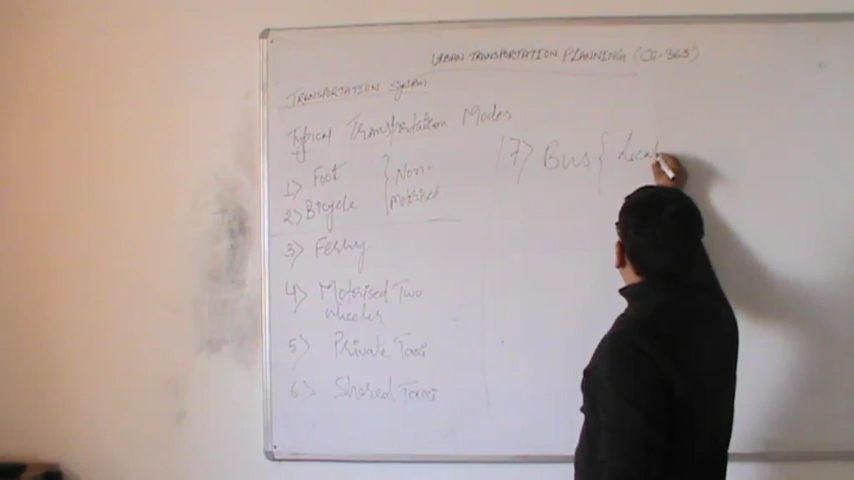 URBAN TRANSPORTATION PLANNING (CE-363)
TRANSPORTATION System
Typical Transportation Modes
1) Foot } Non-
2) Bicycle Motorised
3) Ferry
4) Motorised Two
wheeler
5) Private Taxi
6) Shared Taxi
7) Bus { Local